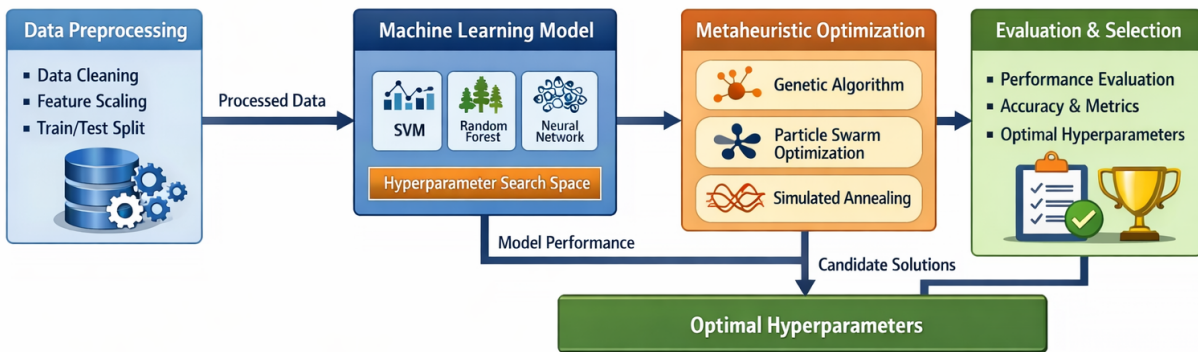 Data Preprocessing
▪ Data Cleaning
▪ Feature Scaling
▪ Train/Test Split
Processed Data
Machine Learning Model
SVM
Random
Forest
Neural
Network
Hyperparameter Search Space
Metaheuristic Optimization
Genetic Algorithm
Particle Swarm
Optimization
Simulated Annealing
Evaluation & Selection
▪ Performance Evaluation
▪ Accuracy & Metrics
▪ Optimal Hyperparameters
Model Performance
Candidate Solutions
Optimal Hyperparameters